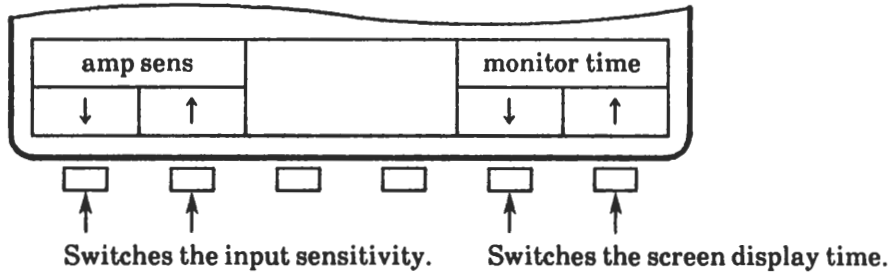 amp sens monitor time
↓ ↑ ↓ ↑
Switches the input sensitivity. Switches the screen display time.